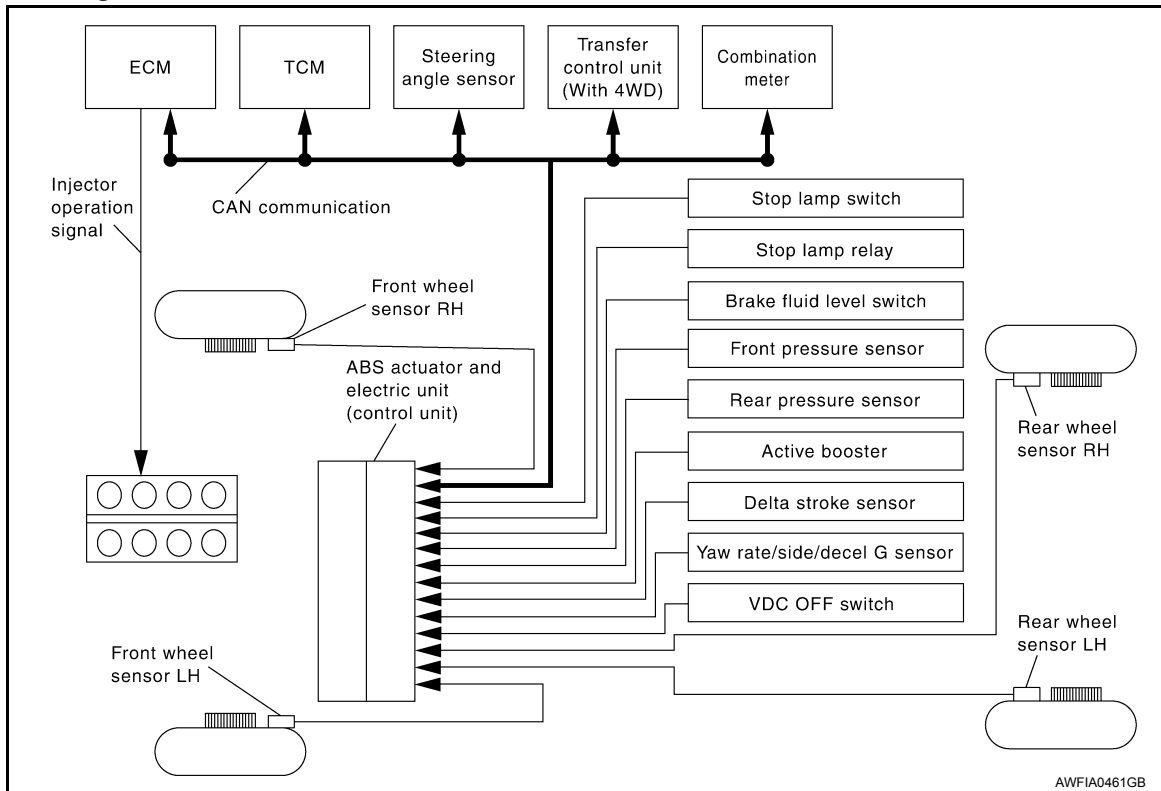 ECM
TCM
Steering
angle sensor
Transfer
control unit
(With 4WD)
Combination
meter
Injector
operation
signal
CAN communication
Stop lamp switch
Stop lamp relay
Brake fluid level switch
Front pressure sensor
Rear pressure sensor
Active booster
Delta stroke sensor
Yaw rate/side/decel G sensor
VDC OFF switch
Front wheel
sensor RH
ABS actuator and
electric unit
(control unit)
Rear wheel
sensor RH
Front wheel
sensor LH
Rear wheel
sensor LH
AWFIA0461GB